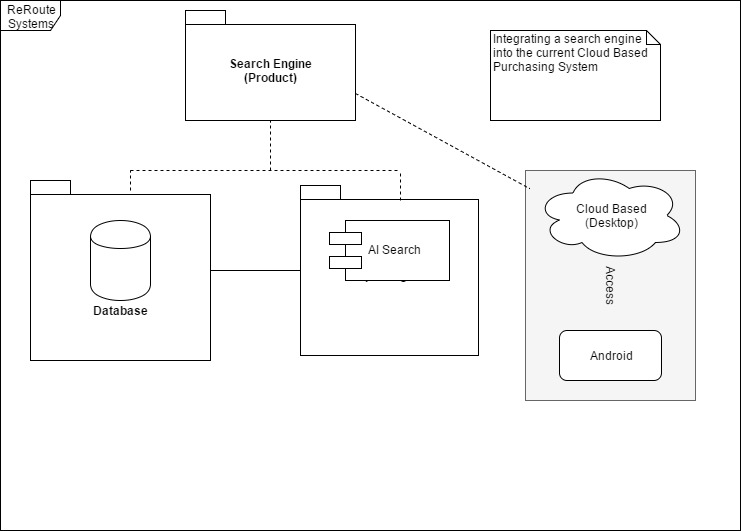 ReRoute
Systems
Search Engine
(Product)
Integrating a search engine
into the current Cloud Based
Purchasing System
Cloud Based
(Desktop)
AI Search
Access
Database
Android